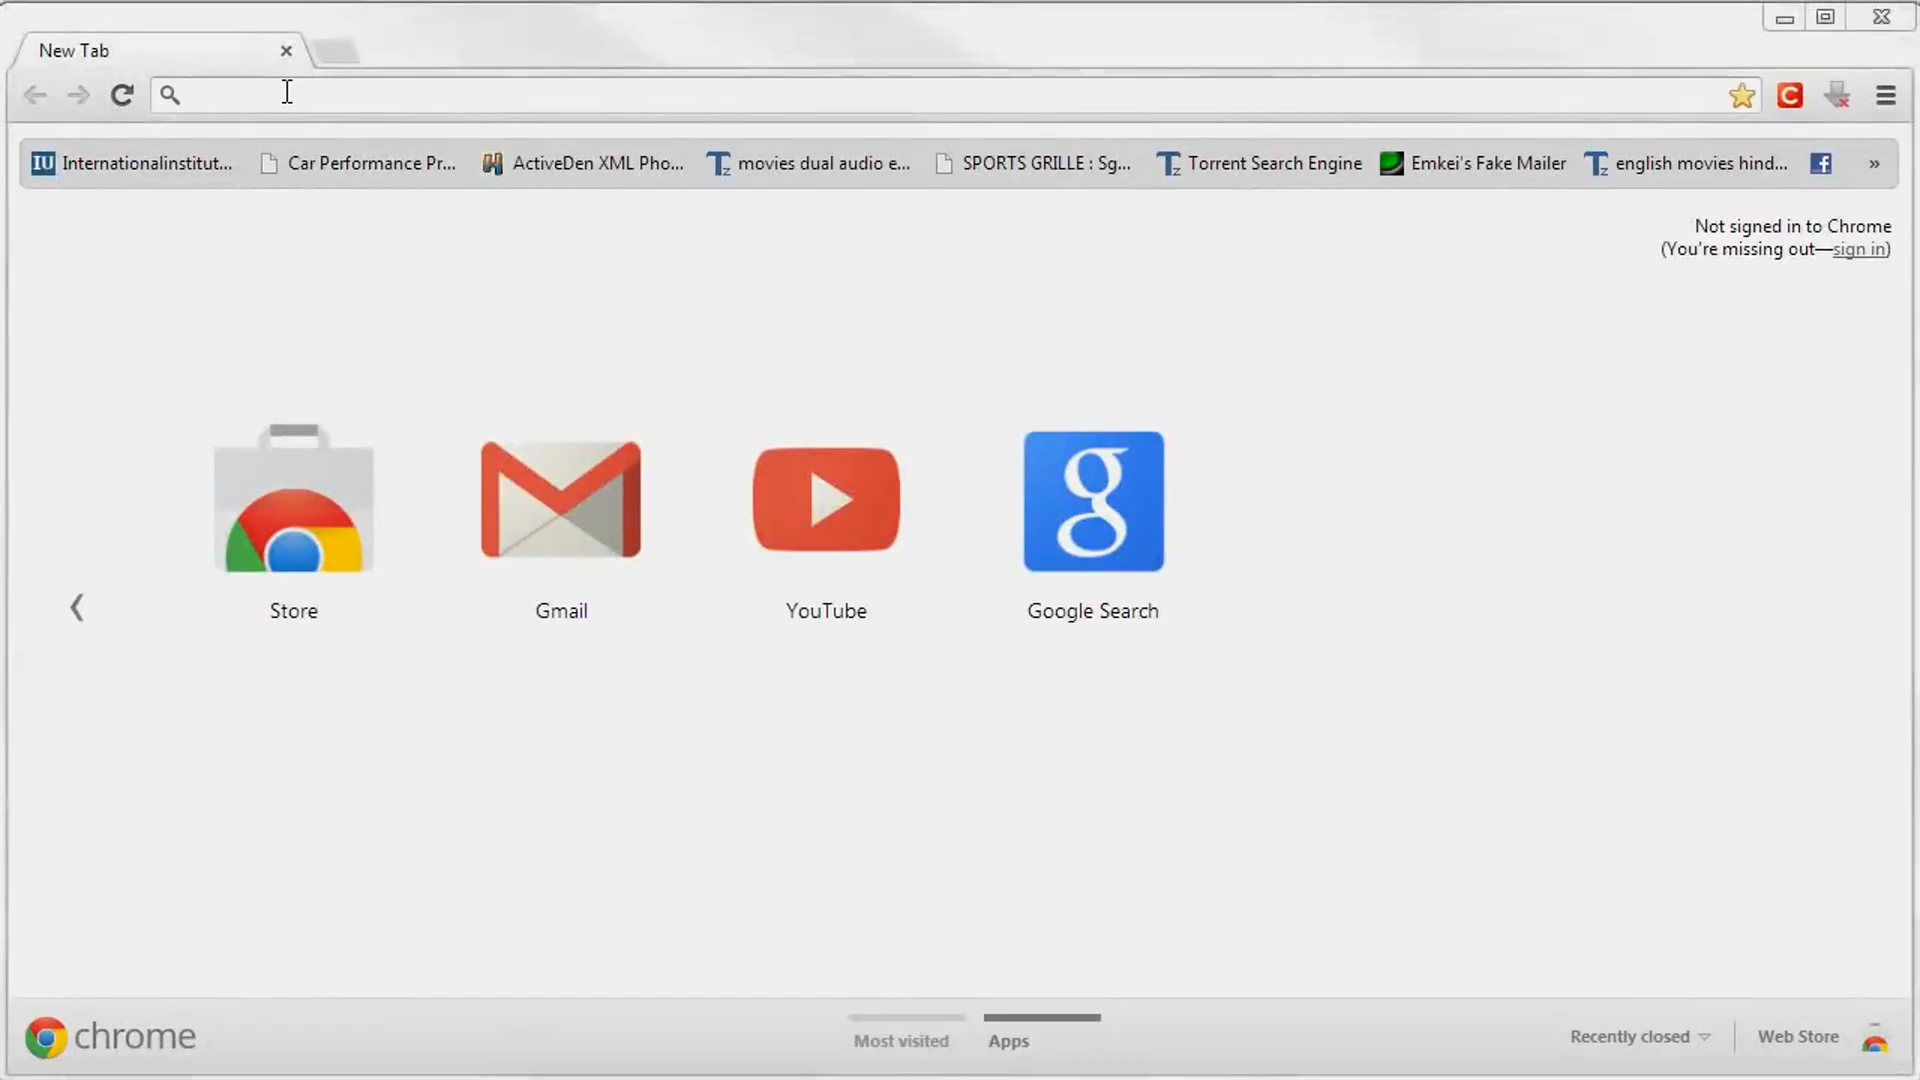 New Tab
Internationalinstitut...
Car Performance Pr...
ActiveDen XML Pho...
movies dual audio e...
SPORTS GRILLE : Sg...
Torrent Search Engine
Emkei's Fake Mailer
english movies hind...
»
Not signed in to Chrome
(You're missing out—sign in)
Store
Gmail
YouTube
Google Search
chrome
Most visited
Apps
Recently closed
Web Store